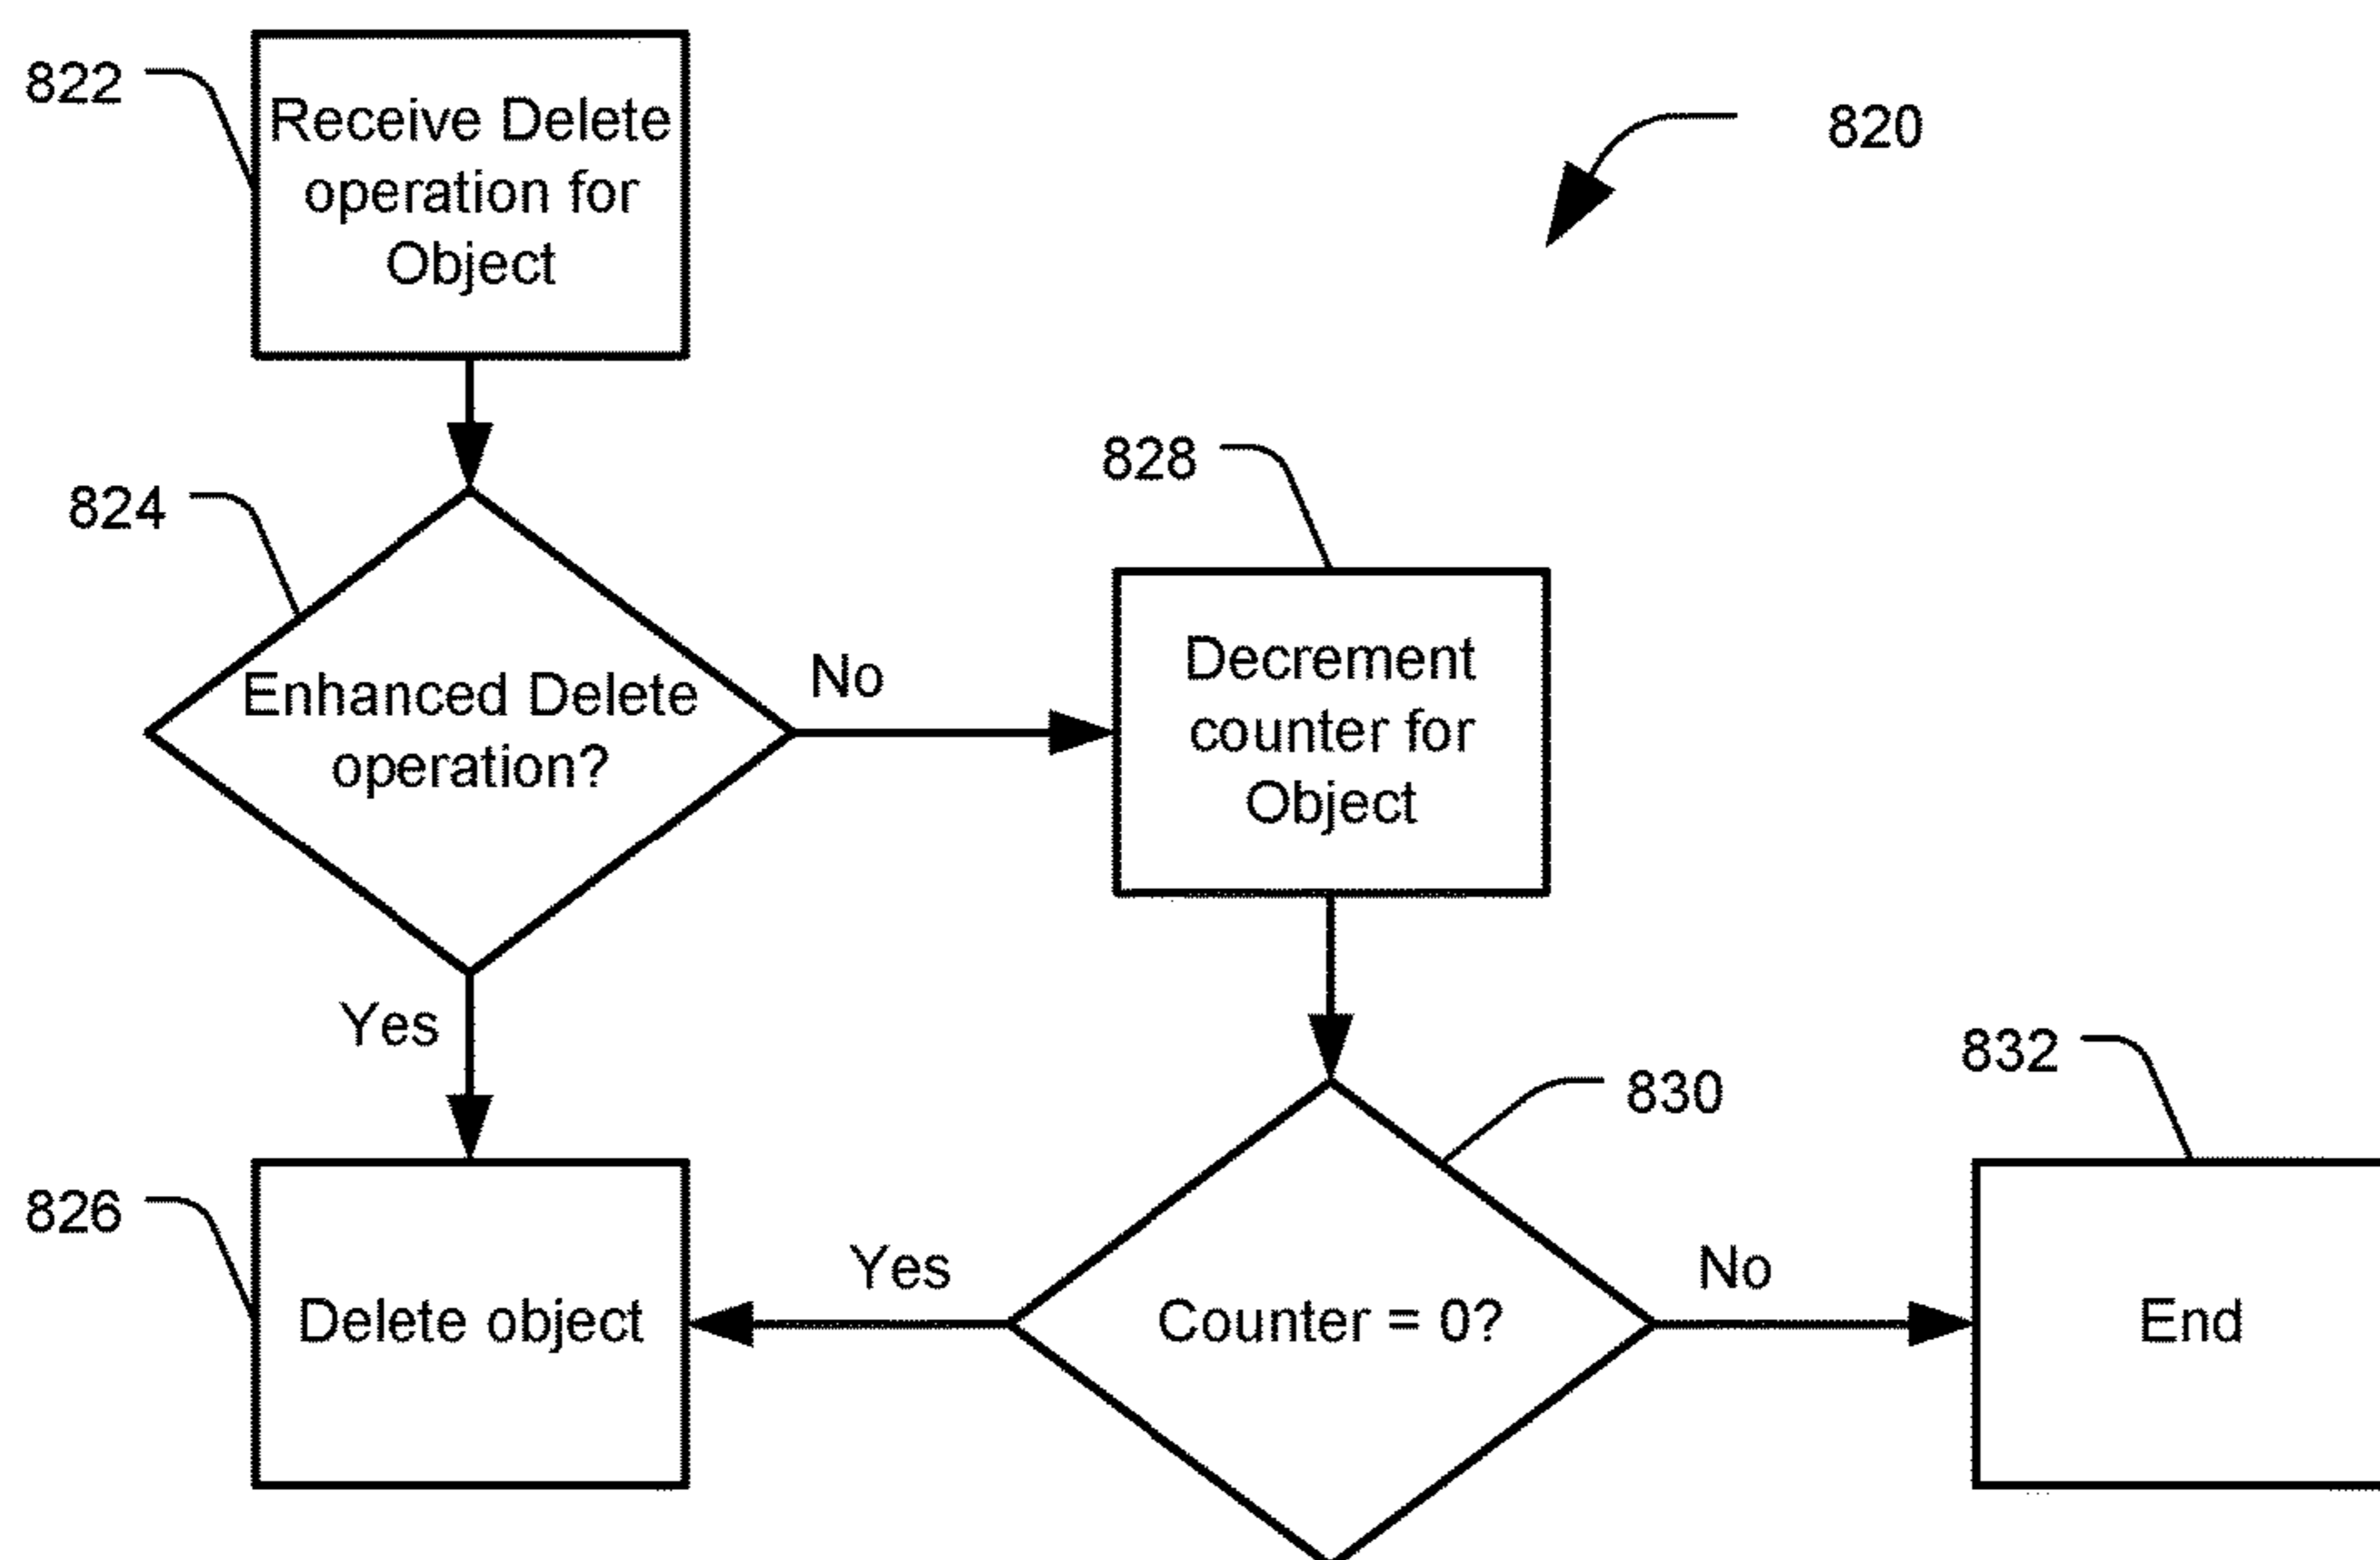 822
Receive Delete
operation for
Object
820
824
Enhanced Delete
operation?
No
828
Decrement
counter for
Object
Yes
826
Delete object
Yes
830
Counter = 0?
No
832
End